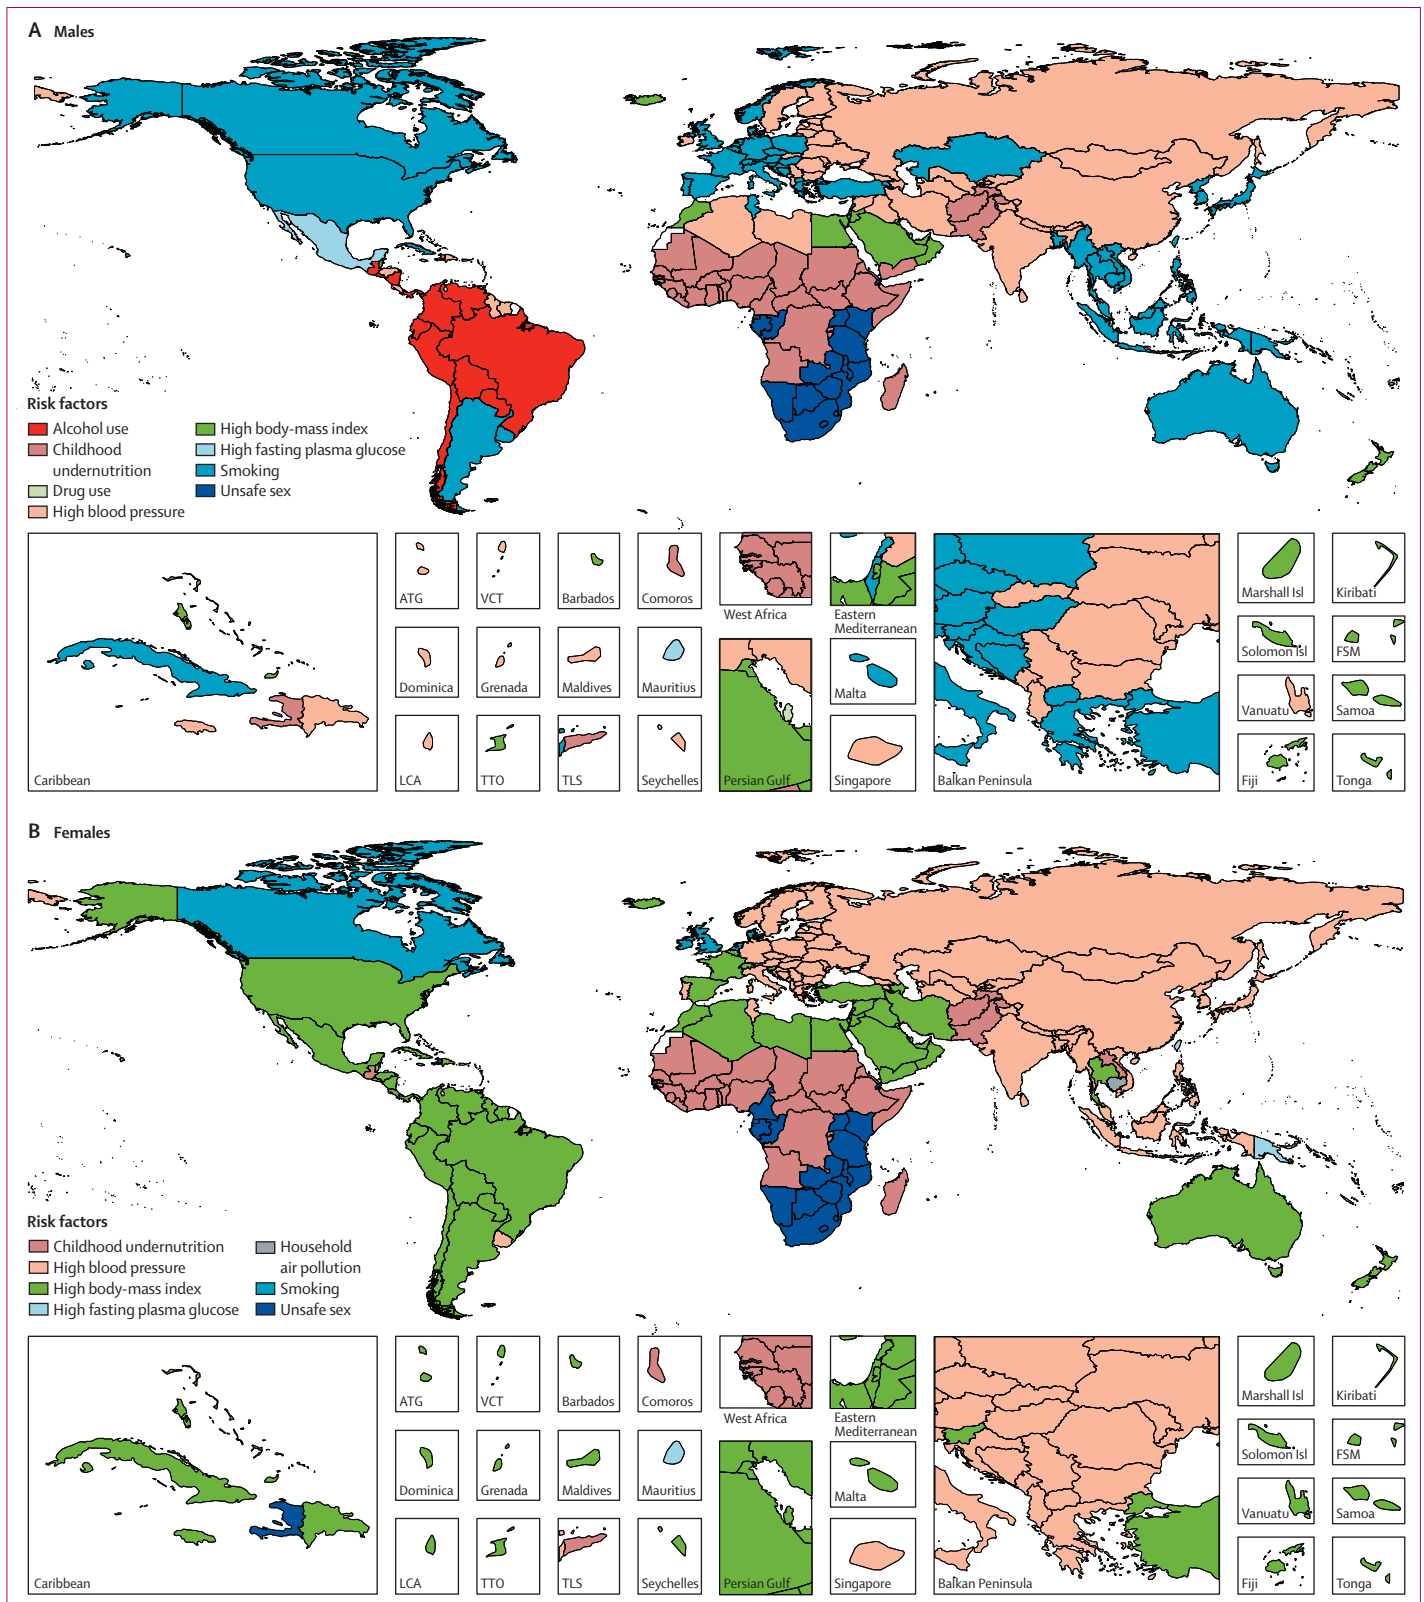 A Males
Risk factors
Alcohol use
Childhood
undernutrition
Drug use
High blood pressure
High body-mass index
High fasting plasma glucose
Smoking
Unsafe sex
Caribbean
ATG
VCT
Barbados
Comoros
Dominica
Grenada
Maldives
Mauritius
LCA
TTO
TLS
Seychelles
West Africa
Eastern
Mediterranean
Persian Gulf
Malta
Singapore
Balkan Peninsula
Marshall Isl
Kiribati
Solomon Isl
FSM
Vanuatu
Samoa
Fiji
Tonga
B Females
Risk factors
Childhood undernutrition
High blood pressure
High body-mass index
High fasting plasma glucose
Household
air pollution
Smoking
Unsafe sex
Caribbean
ATG
VCT
Barbados
Comoros
Dominica
Grenada
Maldives
Mauritius
LCA
TTO
TLS
Seychelles
West Africa
Eastern
Mediterranean
Persian Gulf
Malta
Singapore
Balkan Peninsula
Marshall Isl
Kiribati
Solomon Isl
FSM
Vanuatu
Samoa
Fiji
Tonga